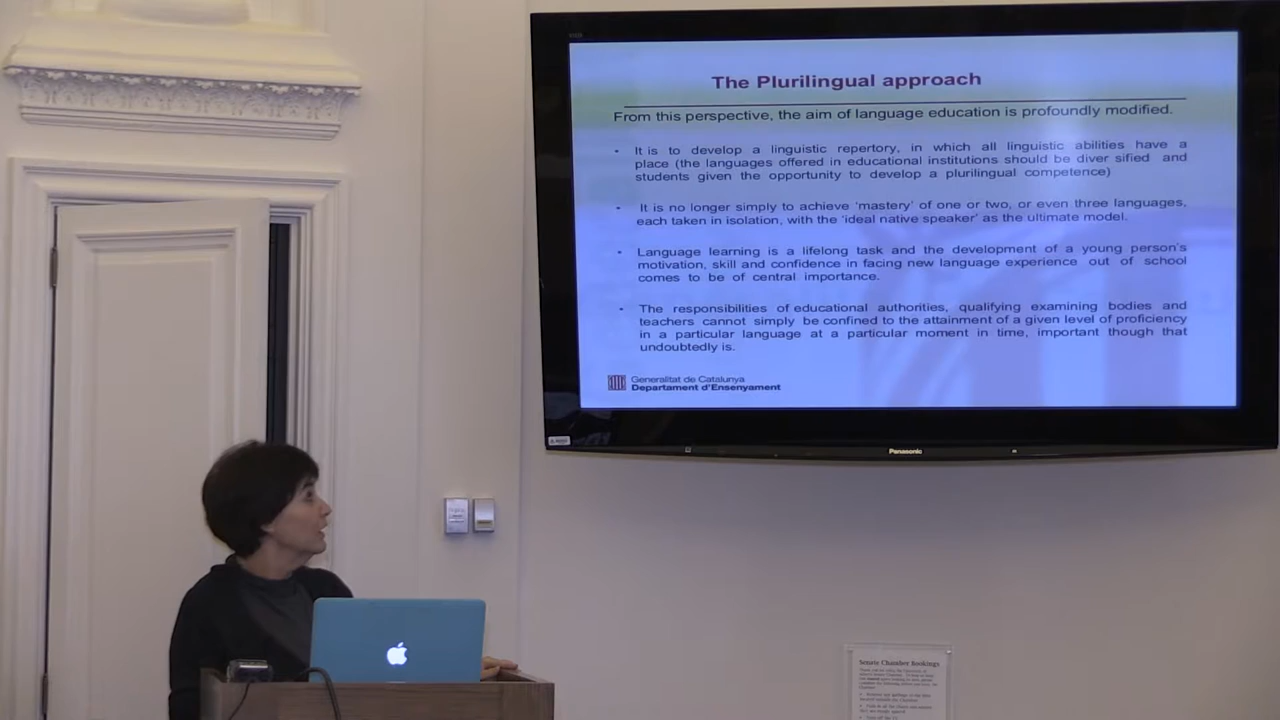 The Plurilingual approach
From this perspective, the aim of language education is profoundly modified.
• It is to develop a linguistic repertory, in which all linguistic abilities have a
place (the languages offered in educational institutions should be diver sified and
students given the opportunity to develop a plurilingual competence)
• It is no longer simply to achieve ‘mastery’ of one or two, or even three languages,
each taken in isolation, with the ‘ideal native speaker’ as the ultimate model.
• Language learning is a lifelong task and the development of a young person's
motivation, skill and confidence in facing new language experience out of school
comes to be of central importance.
• The responsibilities of educational authorities, qualifying examining bodies and
teachers cannot simply be confined to the attainment of a given level of proficiency
in a particular language at a particular moment in time, important though that
undoubtedly is.
Generalitat de Catalunya
Departament d'Ensenyament
Panasonic
Senate Chamber Bookings